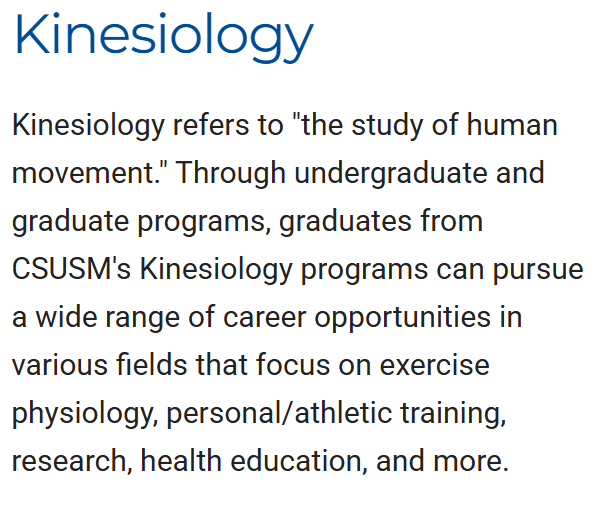 Kinesiology
Kinesiology refers to "the study of human
movement." Through undergraduate and
graduate programs, graduates from
CSUSM's Kinesiology programs can pursue
a wide range of career opportunities in
various fields that focus on exercise
physiology, personal/athletic training,
research, health education, and more.